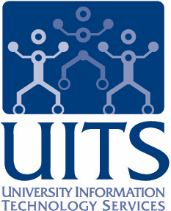 UITS
UNIVERSITY INFORMATION
TECHNOLOGY SERVICES